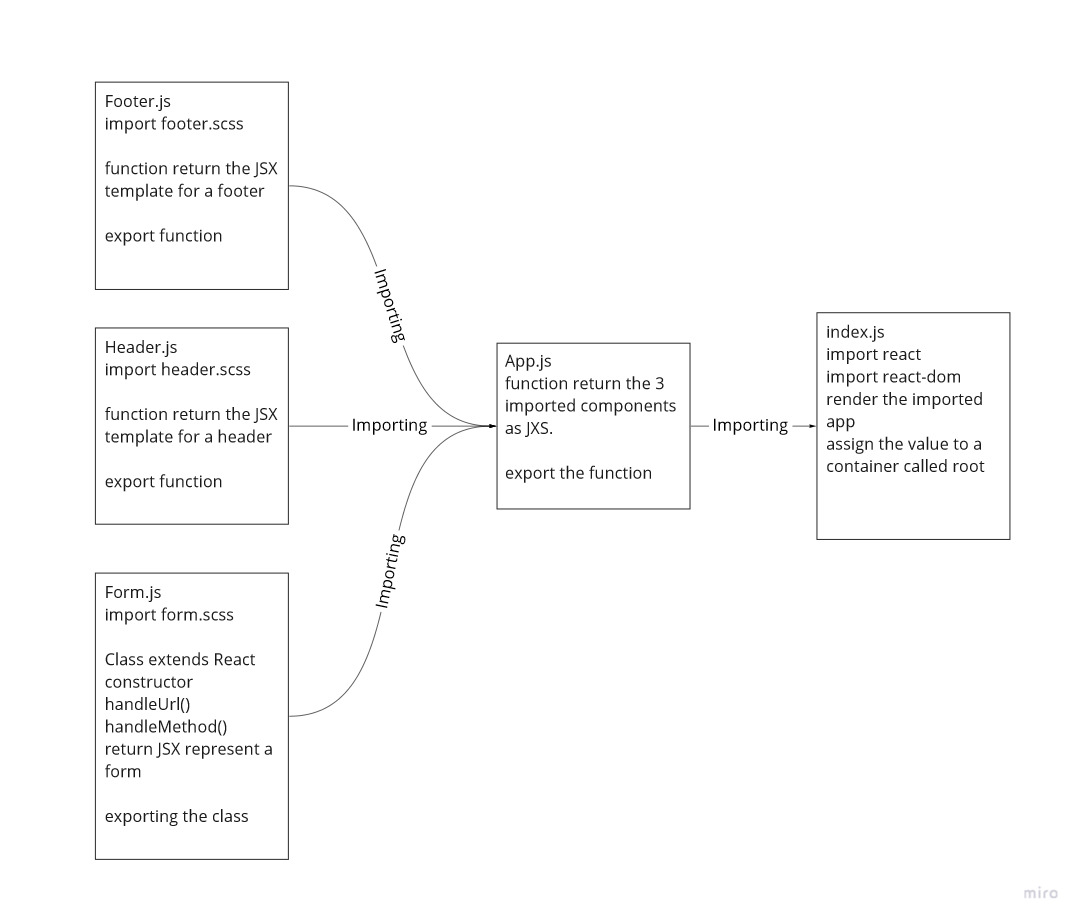 Footer.js
import footer.scss
function return the JSX
template for a footer
export function
Importing
Header.js
import header.scss
function return the JSX
template for a header
export function
Importing
Form.js
import form.scss
Class extends React
constructor
handleUrl()
handleMethod()
return JSX represent a
form
exporting the class
Importing
App.js
function return the 3
imported components
as JXS.
export the function
Importing
index.js
import react
import react-dom
render the imported
app
assign the value to a
container called root
miro